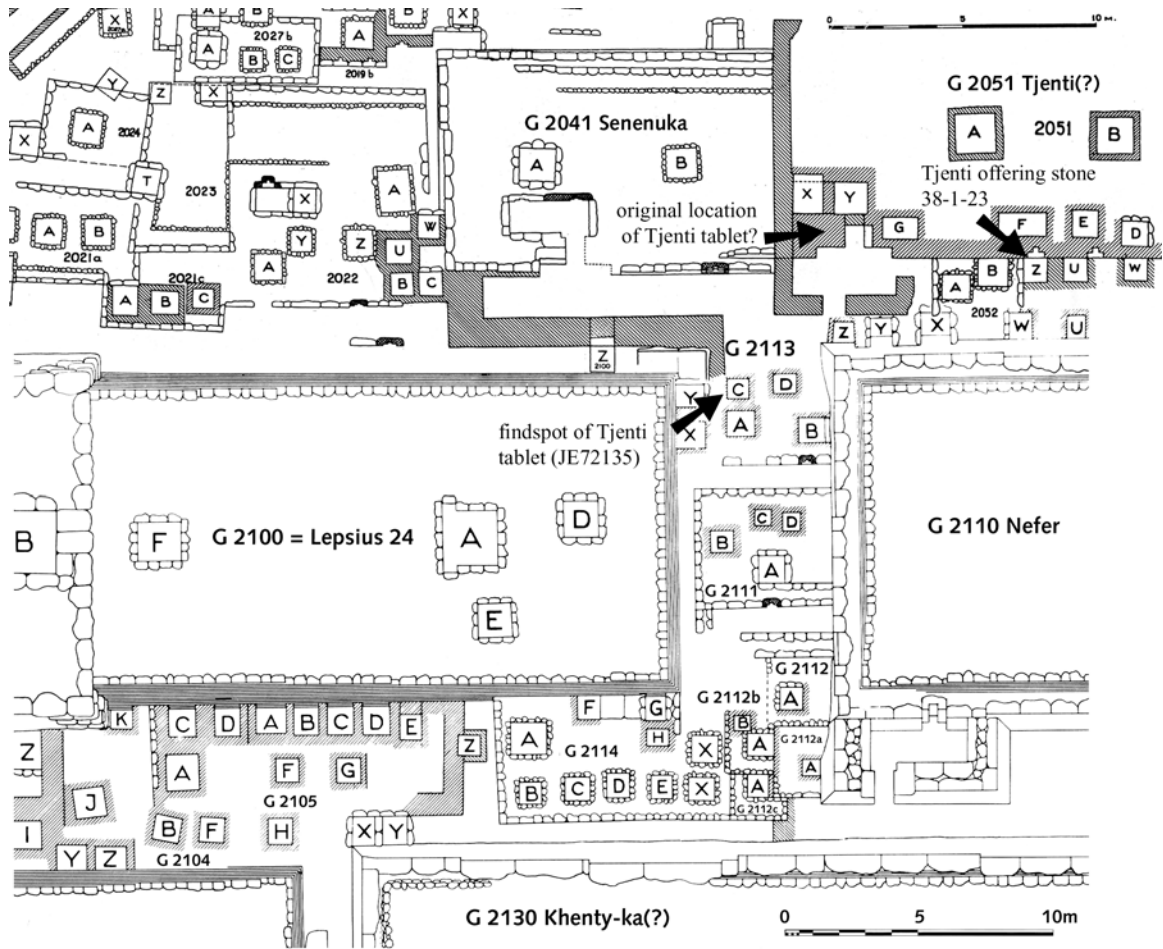 0 5 10 M.
X
A
2027 b
B C
A
2019 b
B
X
A
Y
Z
X
G 2041 Senenuka
A
B
G 2051 Tjenti(?)
A
2051
B
Tjenti offering stone
38-1-23
A
2024
X
T
2023
X
A
X Y
original location
of Tjenti tablet?
G
F
E
D
A
B
2021a
Y
A
2022
Z
W
U
B C
2021c
A B C
B
A
2052
Z U W
Z Y X W U
Z
2100
G 2113
Y
C
D
X
A
B
findspot of Tjenti
tablet (JE72135)
B
F
G 2100 = Lepsius 24
A
D
E
C D
B
A
G 2111
G 2110 Nefer
G 2112
A
G 2112b
B
A
G 2112a
A
A
G 2112c
K
C D A B C D E
Z
F
G
H
A
G 2114
X
B C D E X
Z
A
F
G
J
G 2105
I
B F H
X Y
Y Z
G 2104
G 2130 Khenty-ka(?)
0 5 10m